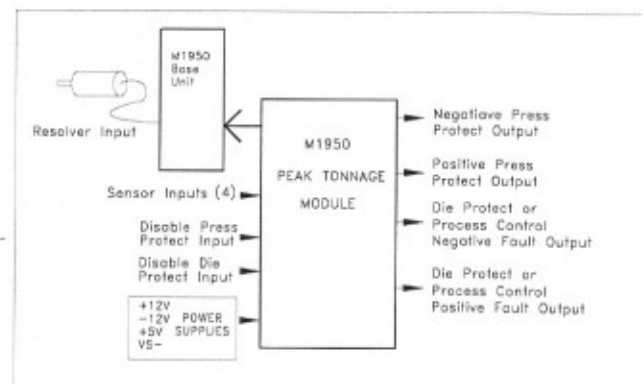 M1950
Base
Unit
Resolver Input
M1950
PEAK TONNAGE
MODULE
Sensor Inputs (4)
Disable Press
Protect Input
Disable Die
Protect Input
+12V
-12V POWER
+5V SUPPLIES
VS-
Negatiave Press
Protect Output
Positive Press
Protect Output
Die Protect or
Process Control
Negative Fault Output
Die Protect or
Process Control
Positive Fault Output